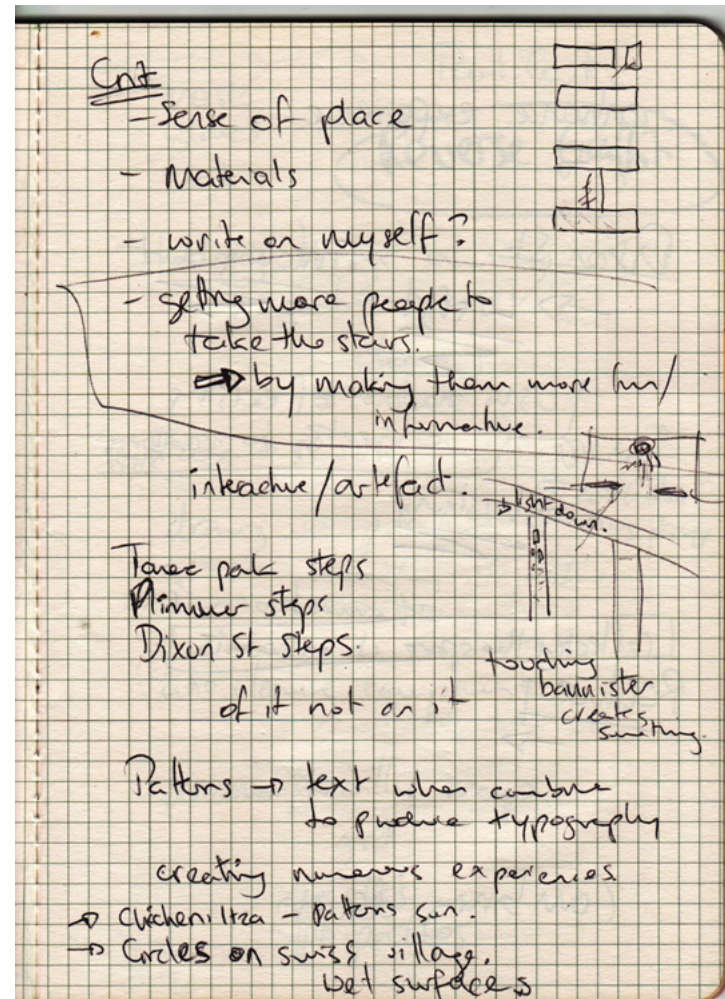 Crit
- Sense of place
- Materials
- write on myself?
- getting more people to
take the stairs.
by making them more fun/
informative.
interactive/artefact.
light down.
steps
Plimmer steps
Dixon St steps.
of it not on it
touching
bannister
creates
something.
Patterns → text when combine
to produce typography
creating numerous experiences
→ Chichen Itza - patterns sun.
→ Circles on swiss village.
wet surfaces